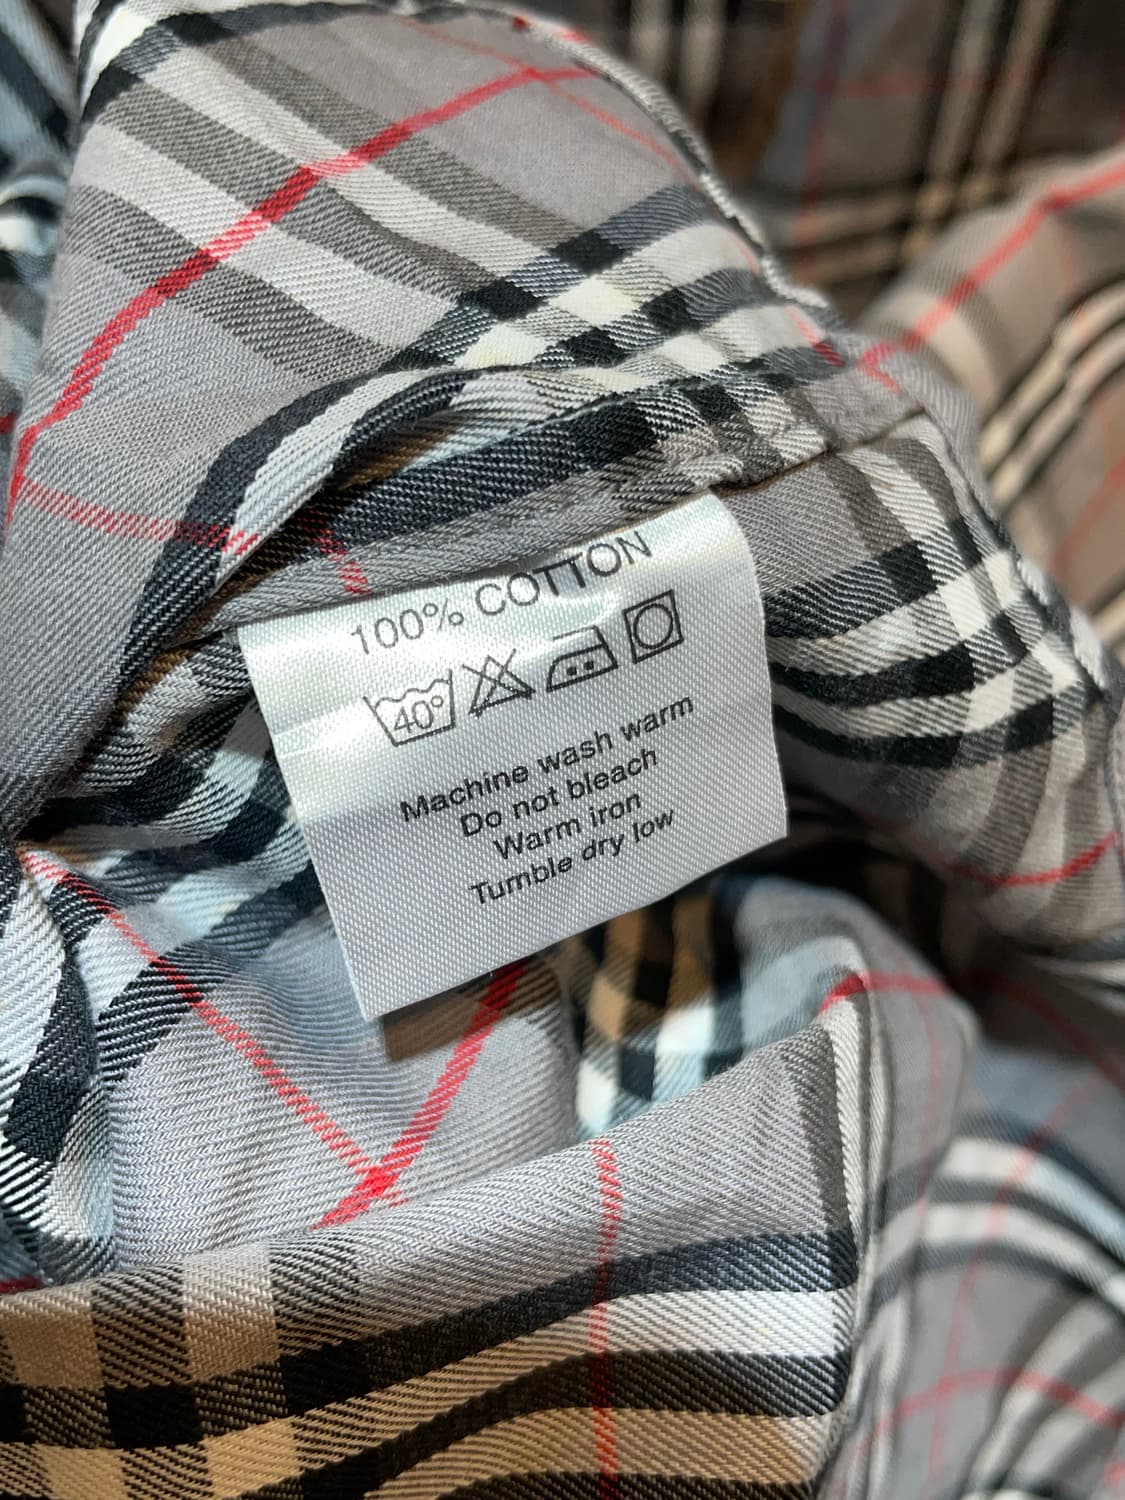 100% COTTON
40°
Machine wash warm
Do not bleach
Warm iron
Tumble dry low